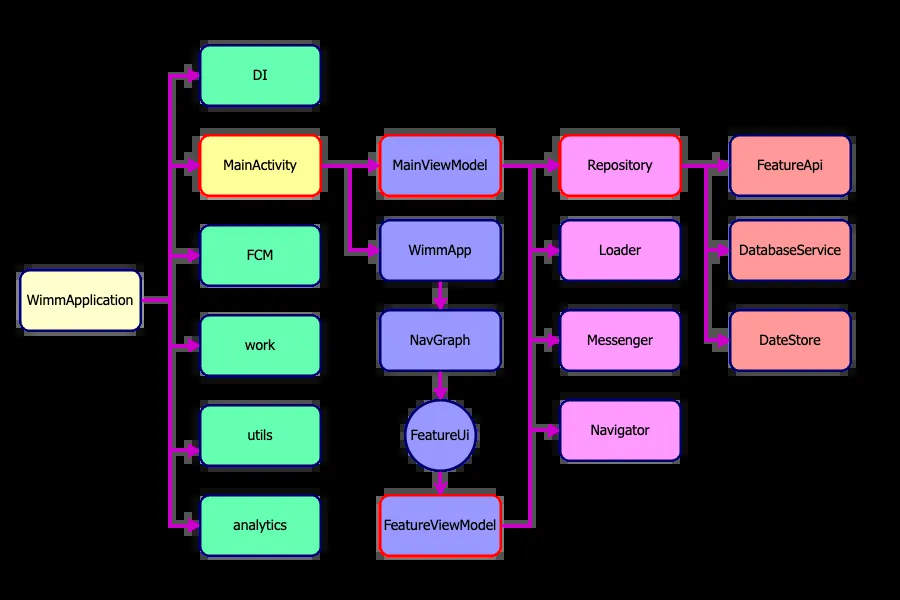 DI
MainActivity
MainViewModel
Repository
FeatureApi
FCM
WimmApp
Loader
DatabaseService
WimmApplication
work
NavGraph
Messenger
DateStore
utils
FeatureUi
Navigator
analytics
FeatureViewModel